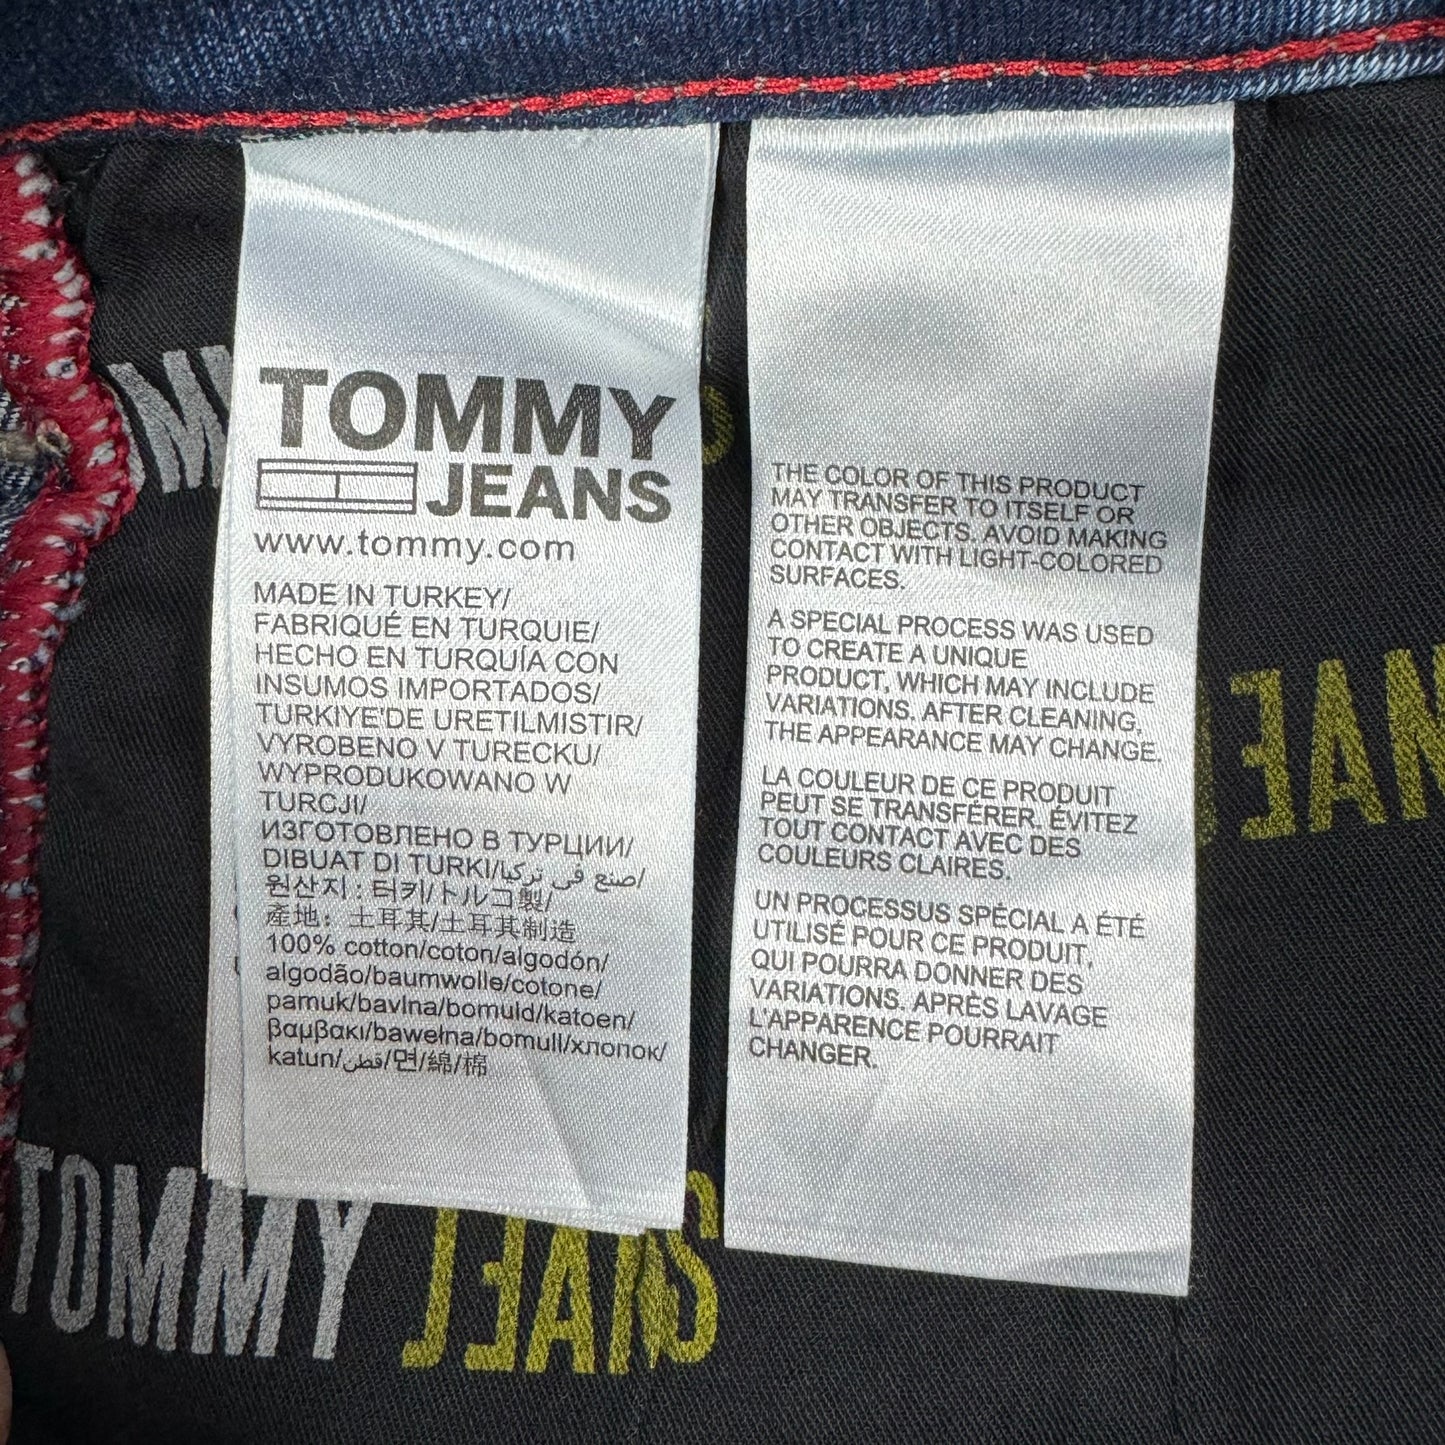 TOMMY
JEANS
www.tommy.com
MADE IN TURKEY/
FABRIQUÉ EN TURQUIE/
HECHO EN TURQUÍA CON
INSUMOS IMPORTADOS/
TURKIYE'DE URETILMISTIR/
VYROBENO V TURECKU/
WYPRODUKOWANO W
TURCJI/
ИЗГОТОВЛЕНО В ТУРЦИИ/
DIBUAT DI TURKI/صنع في تركيا/
원산지 : 터키/トルコ製/
產地: 土耳其/土耳其制造
100% cotton/coton/algodón/
algodão/baumwolle/cotone/
pamuk/bavlna/bomuld/katoen/
βαμβακι/bawełna/bomull/хлопок/
katun/قطن/면/綿/棉
THE COLOR OF THIS PRODUCT
MAY TRANSFER TO ITSELF OR
OTHER OBJECTS. AVOID MAKING
CONTACT WITH LIGHT-COLORED
SURFACES.
A SPECIAL PROCESS WAS USED
TO CREATE A UNIQUE
PRODUCT, WHICH MAY INCLUDE
VARIATIONS. AFTER CLEANING,
THE APPEARANCE MAY CHANGE.
LA COULEUR DE CE PRODUIT
PEUT SE TRANSFÉRER. ÉVITEZ
TOUT CONTACT AVEC DES
COULEURS CLAIRES.
UN PROCESSUS SPÉCIAL A ÉTÉ
UTILISÉ POUR CE PRODUIT,
QUI POURRA DONNER DES
VARIATIONS. APRÈS LAVAGE
L'APPARENCE POURRAIT
CHANGER.
TOMMY JEANS